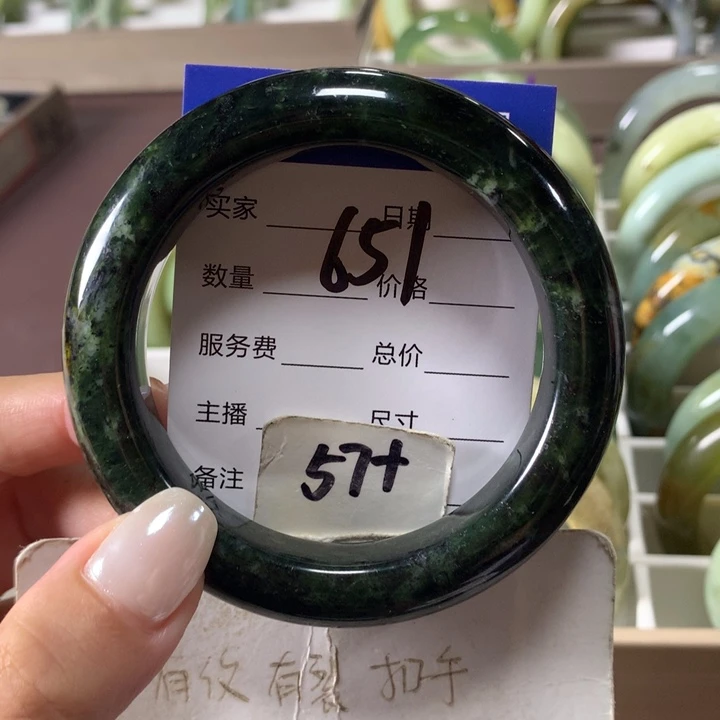 买家 日期
651
数量 价格
服务费 总价
主播 尺寸
57+
备注
有纹 有裂 扣手